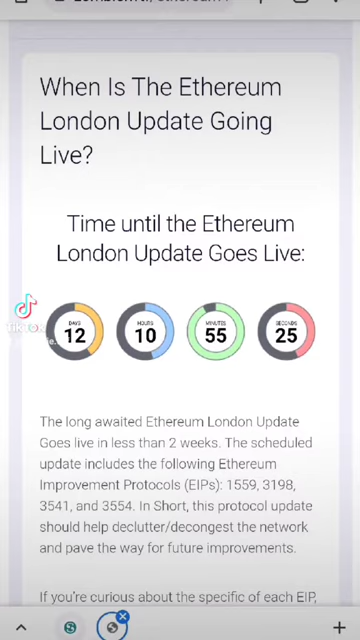 When Is The Ethereum
London Update Going
Live?
Time until the Ethereum
London Update Goes Live:
DAYS
12
HOURS
10
MINUTES
55
SECONDS
25
TikTok
The long awaited Ethereum London Update
Goes live in less than 2 weeks. The scheduled
update includes the following Ethereum
Improvement Protocols (EIPs): 1559, 3198,
3541, and 3554. In Short, this protocol update
should help declutter/decongest the network
and pave the way for future improvements.
If you're curious about the specific of each EIP,